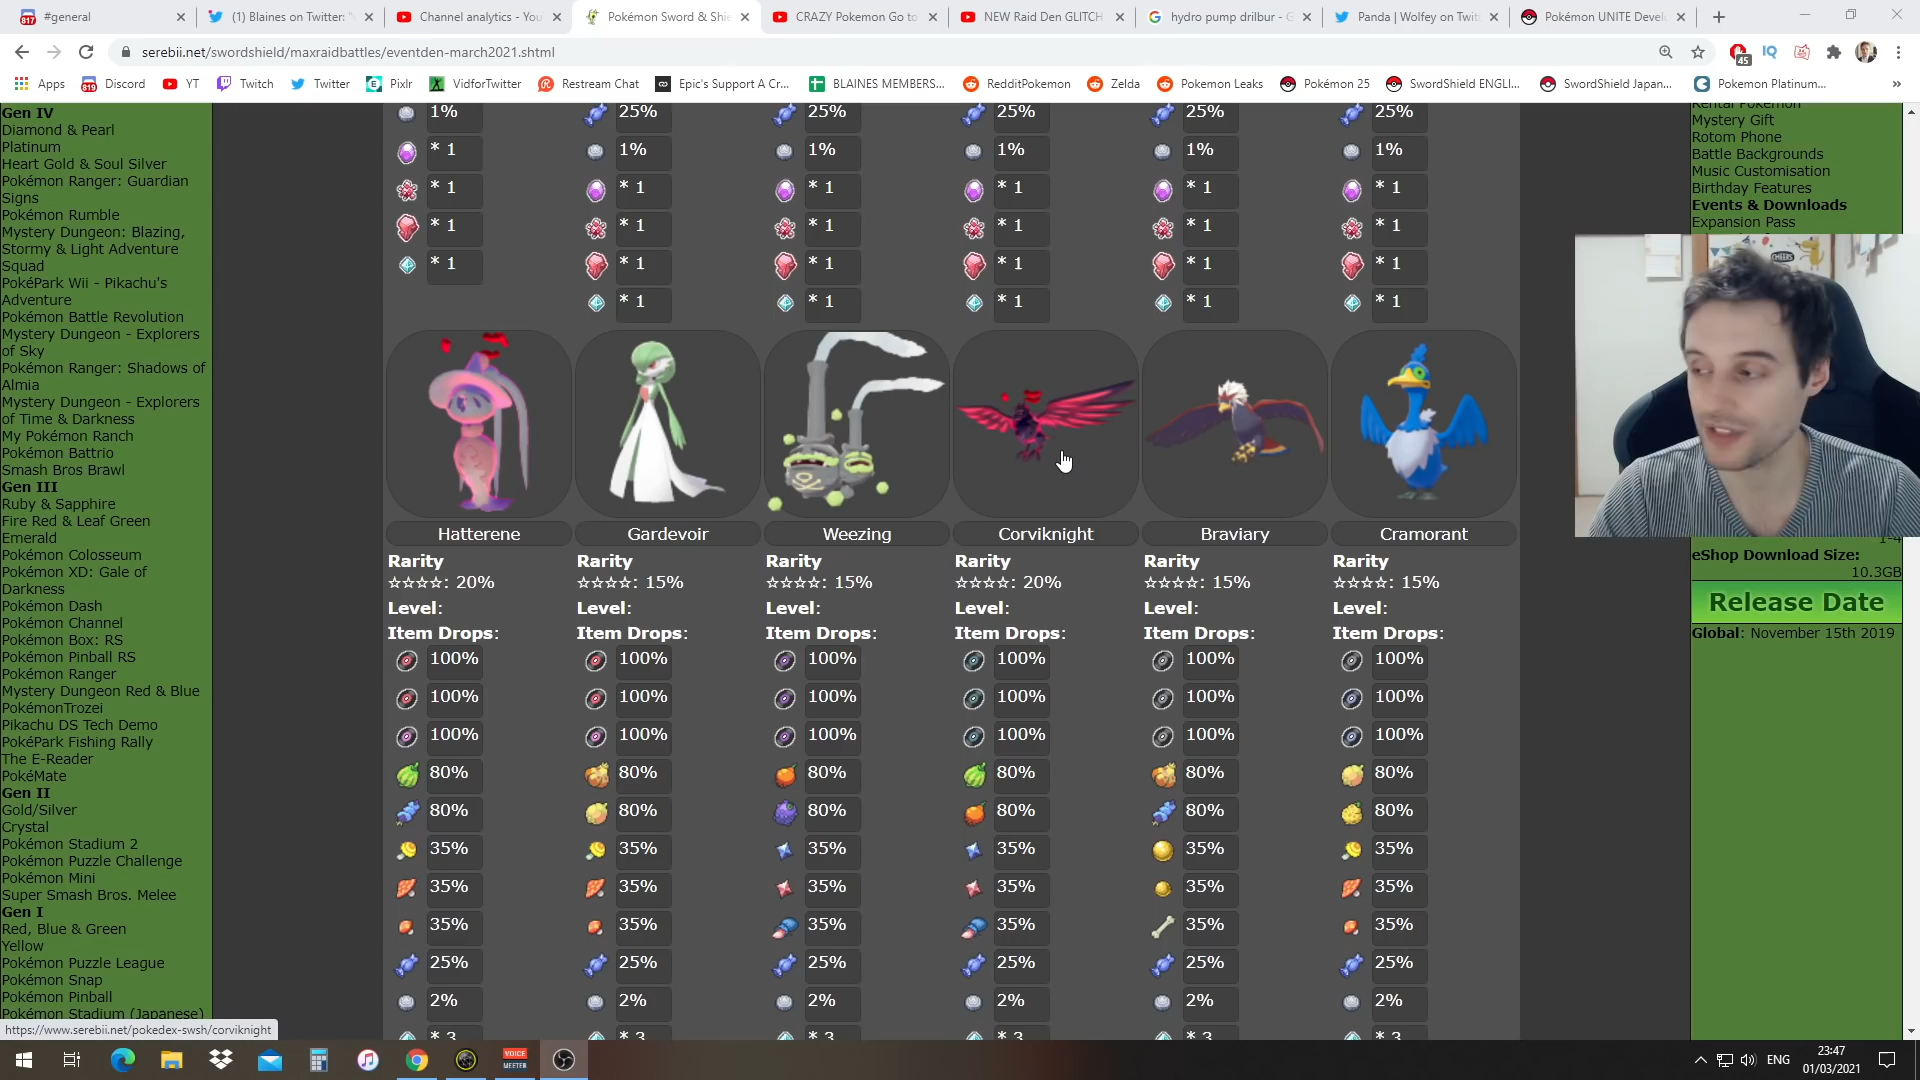 #general
(1) Blaines on Twitter: "
Channel analytics - You
Pokémon Sword & Shie
CRAZY Pokemon Go to
NEW Raid Den GLITCH
hydro pump drilbur - G
Panda | Wolfey on Twitt
Pokémon UNITE Devel
serebii.net/swordshield/maxraidbattles/eventden-march2021.shtml
45
IQ
Apps
Discord
YT
Twitch
Twitter
Pixlr
VidforTwitter
Restream Chat
Epic's Support A Cr...
BLAINES MEMBERS...
RedditPokemon
Zelda
Pokemon Leaks
Pokémon 25
SwordShield ENGLI...
SwordShield Japan...
Pokemon Platinum...
Gen IV
Diamond & Pearl
Platinum
Heart Gold & Soul Silver
Pokémon Ranger: Guardian
Signs
Pokémon Rumble
Mystery Dungeon: Blazing,
Stormy & Light Adventure
Squad
PokéPark Wii - Pikachu's
Adventure
Pokémon Battle Revolution
Mystery Dungeon - Explorers
of Sky
Pokémon Ranger: Shadows of
Almia
Mystery Dungeon - Explorers
of Time & Darkness
My Pokémon Ranch
Pokémon Battrio
Smash Bros Brawl
Gen III
Ruby & Sapphire
Fire Red & Leaf Green
Emerald
Pokémon Colosseum
Pokémon XD: Gale of
Darkness
Pokémon Dash
Pokémon Channel
Pokémon Box: RS
Pokémon Pinball RS
Pokémon Ranger
Mystery Dungeon Red & Blue
PokémonTrozei
Pikachu DS Tech Demo
PokéPark Fishing Rally
The E-Reader
PokéMate
Gen II
Gold/Silver
Crystal
Pokémon Stadium 2
Pokémon Puzzle Challenge
Pokémon Mini
Super Smash Bros. Melee
Gen I
Red, Blue & Green
Yellow
Pokémon Puzzle League
Pokémon Snap
Pokémon Pinball
Pokémon Stadium (Japanese)
https://www.serebii.net/pokedex-swsh/corviknight
1% 25% 25% 25% 25% 25%
* 1 1% 1% 1% 1% 1%
* 1 * 1 * 1 * 1 * 1 * 1
* 1 * 1 * 1 * 1 * 1 * 1
* 1 * 1 * 1 * 1 * 1 * 1
* 1 * 1 * 1 * 1 * 1
Hatterene Gardevoir Weezing Corviknight Braviary Cramorant
Rarity Rarity Rarity Rarity Rarity Rarity
☆☆☆☆: 20% ☆☆☆☆: 15% ☆☆☆☆: 15% ☆☆☆☆: 20% ☆☆☆☆: 15% ☆☆☆☆: 15%
Level: Level: Level: Level: Level: Level:
Item Drops: Item Drops: Item Drops: Item Drops: Item Drops: Item Drops:
100% 100% 100% 100% 100% 100%
100% 100% 100% 100% 100% 100%
100% 100% 100% 100% 100% 100%
80% 80% 80% 80% 80% 80%
80% 80% 80% 80% 80% 80%
35% 35% 35% 35% 35% 35%
35% 35% 35% 35% 35% 35%
35% 35% 35% 35% 35% 35%
25% 25% 25% 25% 25% 25%
2% 2% 2% 2% 2% 2%
* 3 * 3 * 3 * 3 * 3 * 3
Rental Pokémon
Mystery Gift
Rotom Phone
Battle Backgrounds
Music Customisation
Birthday Features
Events & Downloads
Expansion Pass
CHEERS
1-4
eShop Download Size:
10.3GB
Release Date
Global: November 15th 2019
VOICE
MEETER
ENG
23:47
01/03/2021